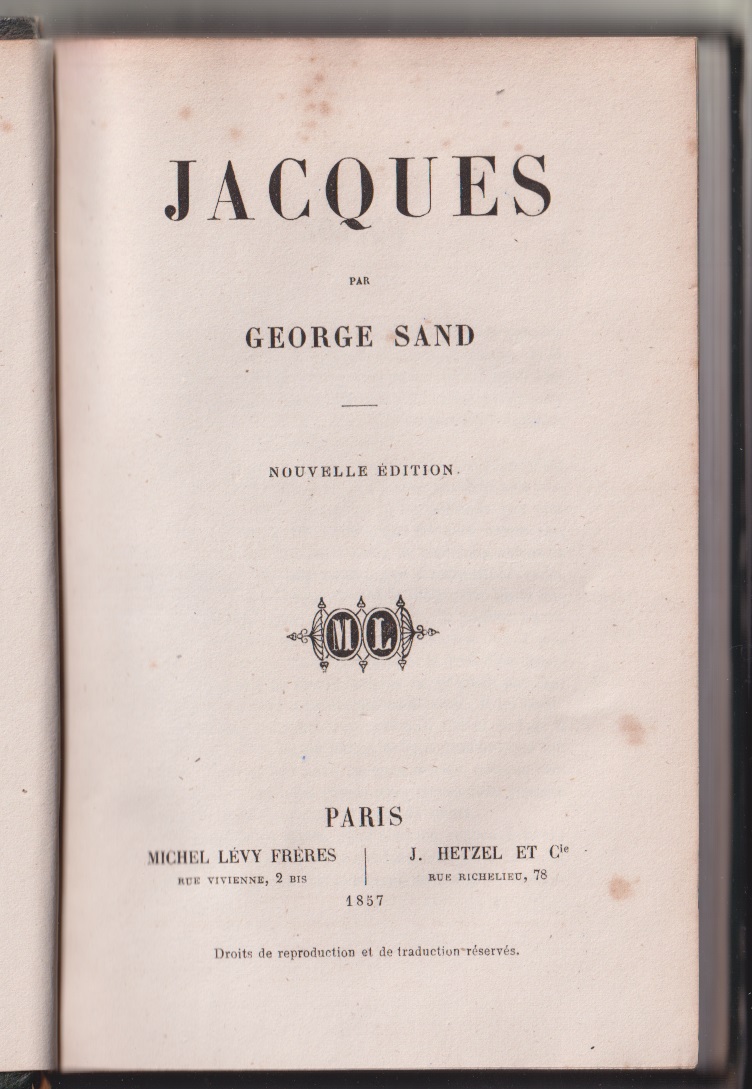 JACQUES
PAR
GEORGE SAND
NOUVELLE ÉDITION.
ML
PARIS
MICHEL LÉVY FRÈRES
RUE VIVIENNE, 2 BIS
J. HETZEL ET Cie
RUE RICHELIEU, 78
1857
Droits de reproduction et de traduction réservés.